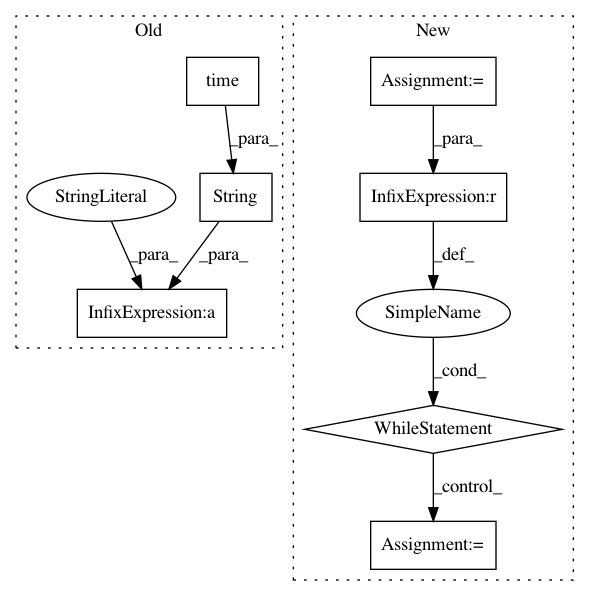 Old
New
time
Assignment:=
_para_
_para_
StringLiteral
String
InfixExpression:r
_para_
_para_
_def_
InfixExpression:a
SimpleName
_cond_
WhileStatement
_control_
Assignment:=